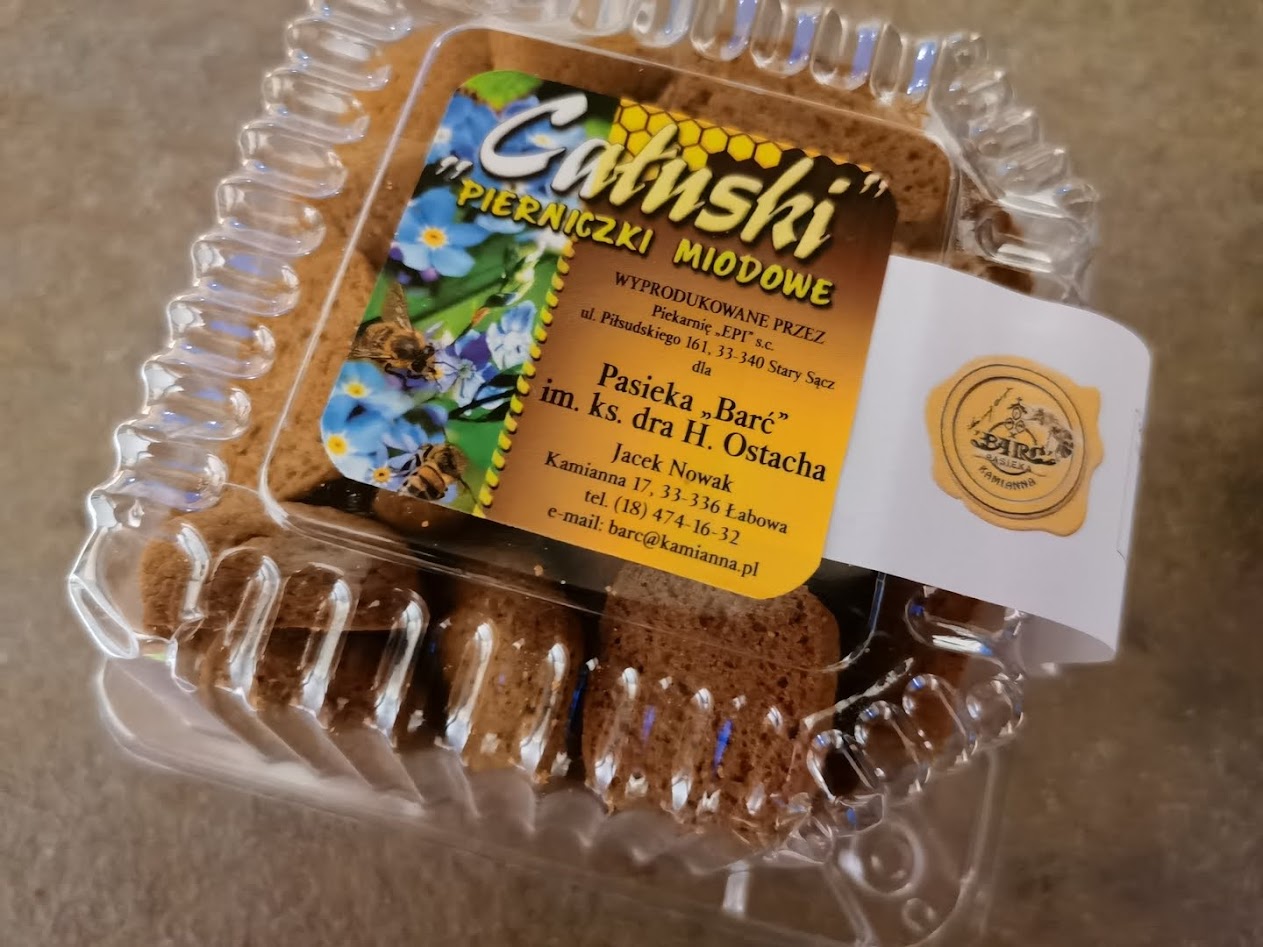 „Całuski”
PIERNICZKI MIODOWE
WYPRODUKOWANE PRZEZ
Piekarnię „EPI” s.c.
ul. Piłsudskiego 161, 33-340 Stary Sącz
dla
Pasieka „Barć”
im. ks. dra H. Ostacha
Jacek Nowak
Kamianna 17, 33-336 Łabowa
tel. (18) 474-16-32
e-mail: barc@kamianna.pl
BARĆ
PASIEKA
KAMIANNA